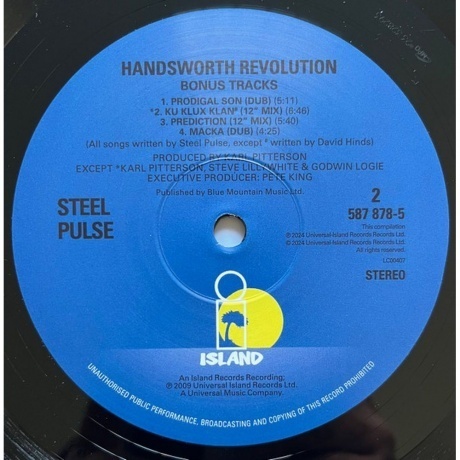 HANDSWORTH REVOLUTION
BONUS TRACKS
1. PRODIGAL SON (DUB) (5:11)
*2. KU KLUX KLAN* (12" MIX) (6:46)
3. PREDICTION (12" MIX) (5:40)
4. MACKA (DUB) (4:25)
(All songs written by Steel Pulse, except * written by David Hinds)
PRODUCED BY KARL PITTERSON
EXCEPT *KARL PITTERSON, STEVE LILLYWHITE & GODWIN LOGIE
EXECUTIVE PRODUCER: PETE KING
Published by Blue Mountain Music Ltd.
STEEL
PULSE
2
587 878-5
This compilation
℗2024 Universal-Island Records Ltd.
©2024 Universal-Island Records Ltd.
All rights reserved.
LC00407
STEREO
ISLAND
An Island Records Recording;
℗2009 Universal Island Records Ltd.
A Universal Music Company.
UNAUTHORISED PUBLIC PERFORMANCE, BROADCASTING AND COPYING OF THIS RECORD PROHIBITED